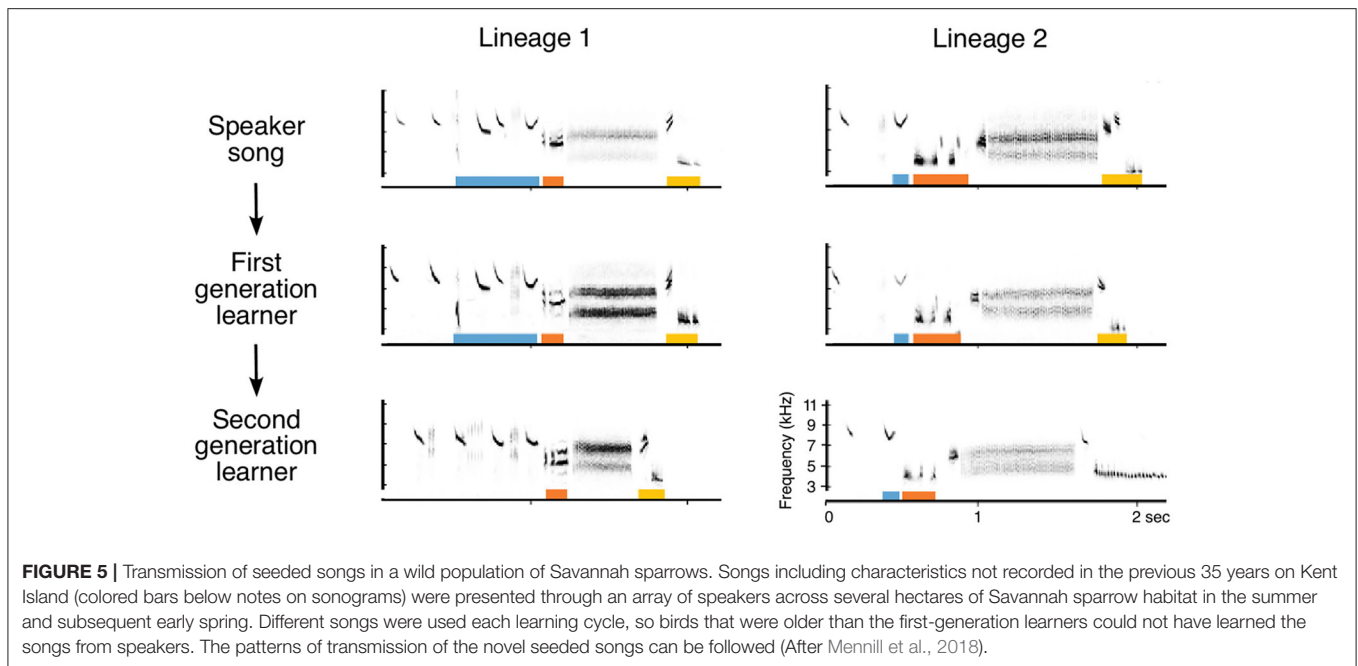 Lineage 1
Lineage 2
Speaker
song
First
generation
learner
Second
generation
learner
Frequency (kHz)
11
9
7
5
3
0
1
2 sec
FIGURE 5 | Transmission of seeded songs in a wild population of Savannah sparrows. Songs including characteristics not recorded in the previous 35 years on Kent
Island (colored bars below notes on sonograms) were presented through an array of speakers across several hectares of Savannah sparrow habitat in the summer
and subsequent early spring. Different songs were used each learning cycle, so birds that were older than the first-generation learners could not have learned the
songs from speakers. The patterns of transmission of the novel seeded songs can be followed (After Mennill et al., 2018).